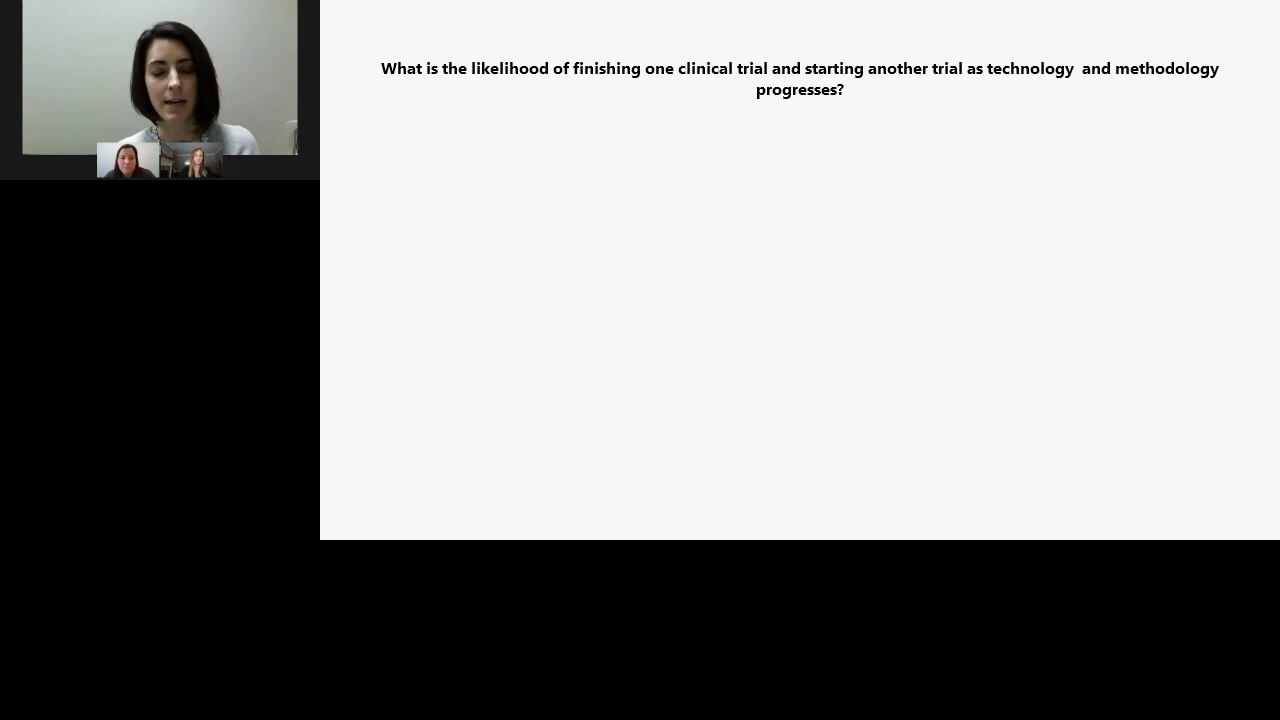 What is the likelihood of finishing one clinical trial and starting another trial as technology  and methodology
progresses?